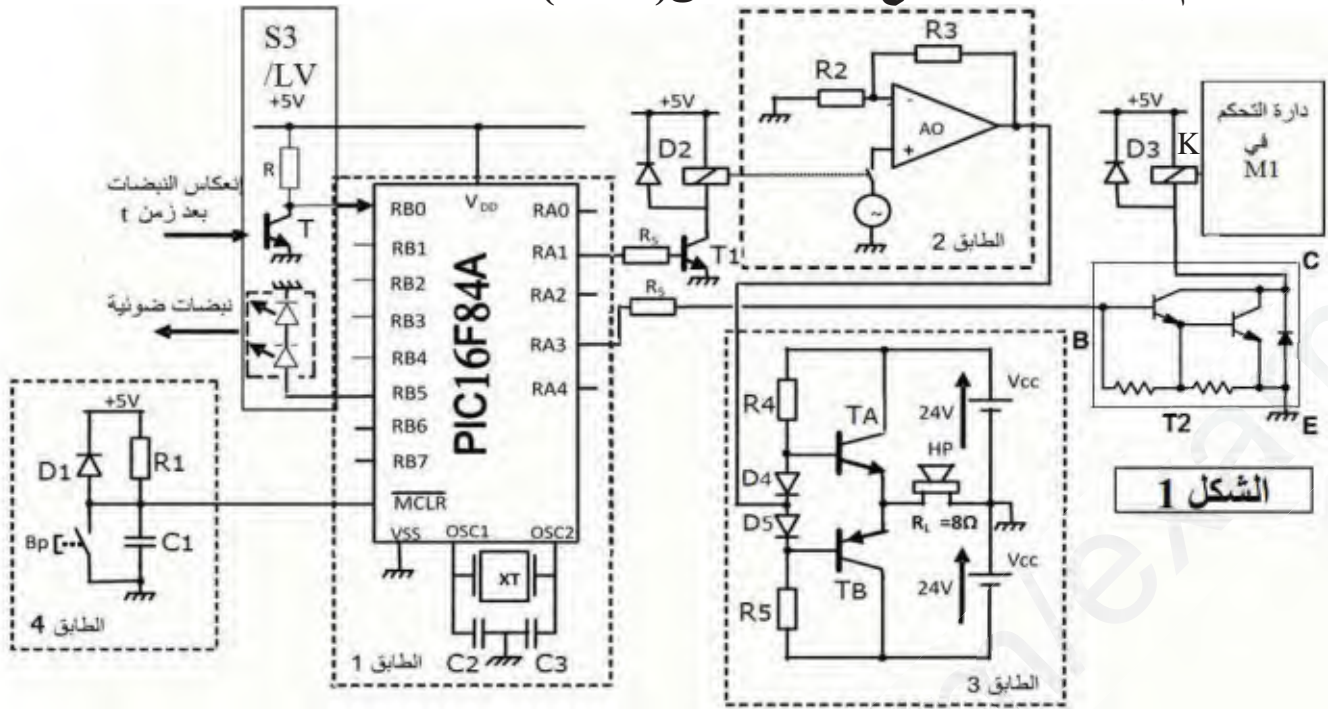 S3
/LV
+5V
R
T
إنعكاس النبضات
بعد زمن t
نبضات ضوئية
+5V
D1
R1
Bp
C1
الطابق 4
PIC16F84A
RB0
RB1
RB2
RB3
RB4
RB5
RB6
RB7
MCLR
VSS
OSC1
OSC2
VDD
RA0
RA1
RA2
RA3
RA4
XT
C2
C3
الطابق 1
R5
T1
R5
+5V
D2
R2
R3
AO
-
+
~
الطابق 2
R4
D4
D5
R5
TA
TB
HP
RL =8Ω
24V
Vcc
24V
Vcc
الطابق 3
+5V
D3
K
دارة التحكم
في
M1
C
B
E
T2
الشكل 1